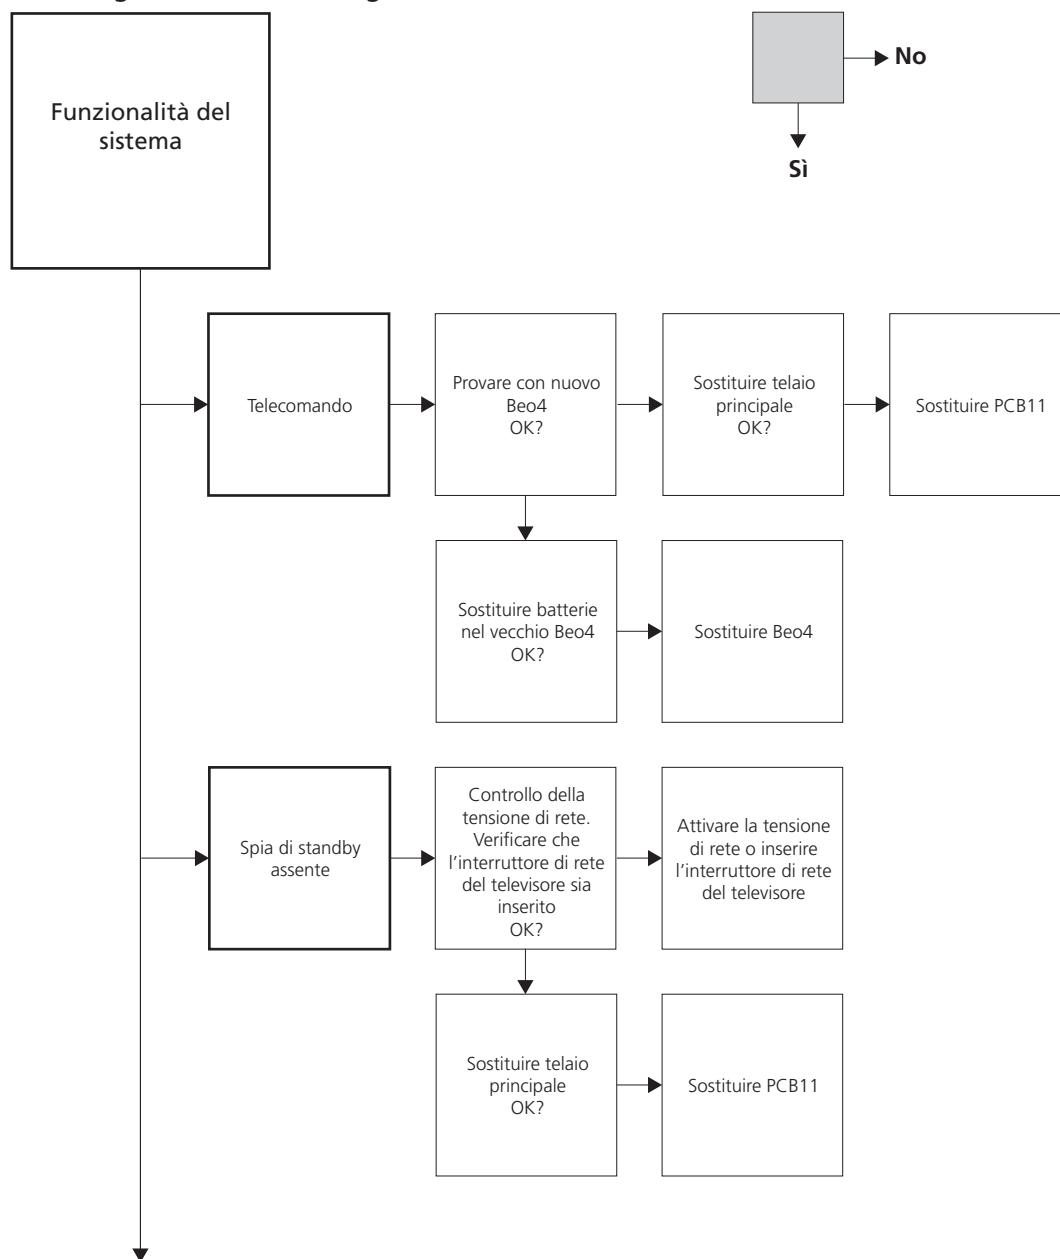 Funzionalità del
sistema
No
Sì
Telecomando
Provare con nuovo
Beo4
OK?
Sostituire telaio
principale
OK?
Sostituire PCB11
Sostituire batterie
nel vecchio Beo4
OK?
Sostituire Beo4
Spia di standby
assente
Controllo della
tensione di rete.
Verificare che
l’interruttore di rete
del televisore sia
inserito
OK?
Attivare la tensione
di rete o inserire
l’interruttore di rete
del televisore
Sostituire telaio
principale
OK?
Sostituire PCB11